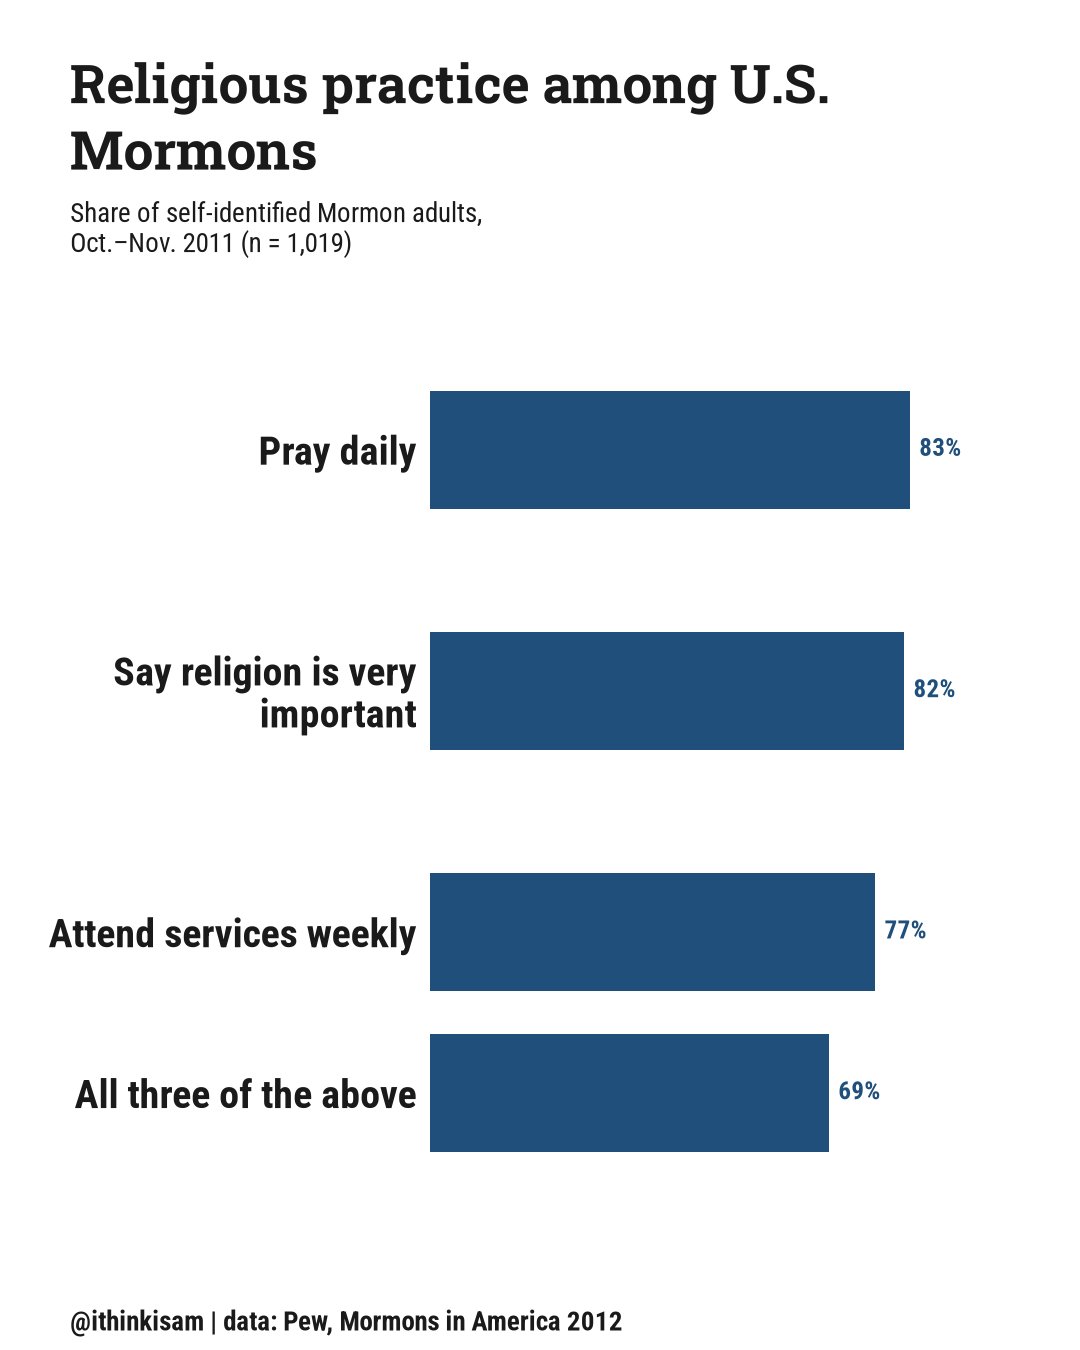 Religious practice among U.S.
Mormons
Share of self-identified Mormon adults,
Oct.–Nov. 2011 (n = 1,019)
Pray daily
83%
Say religion is very
important
82%
Attend services weekly
77%
All three of the above
69%
@ithinkisam | data: Pew, Mormons in America 2012